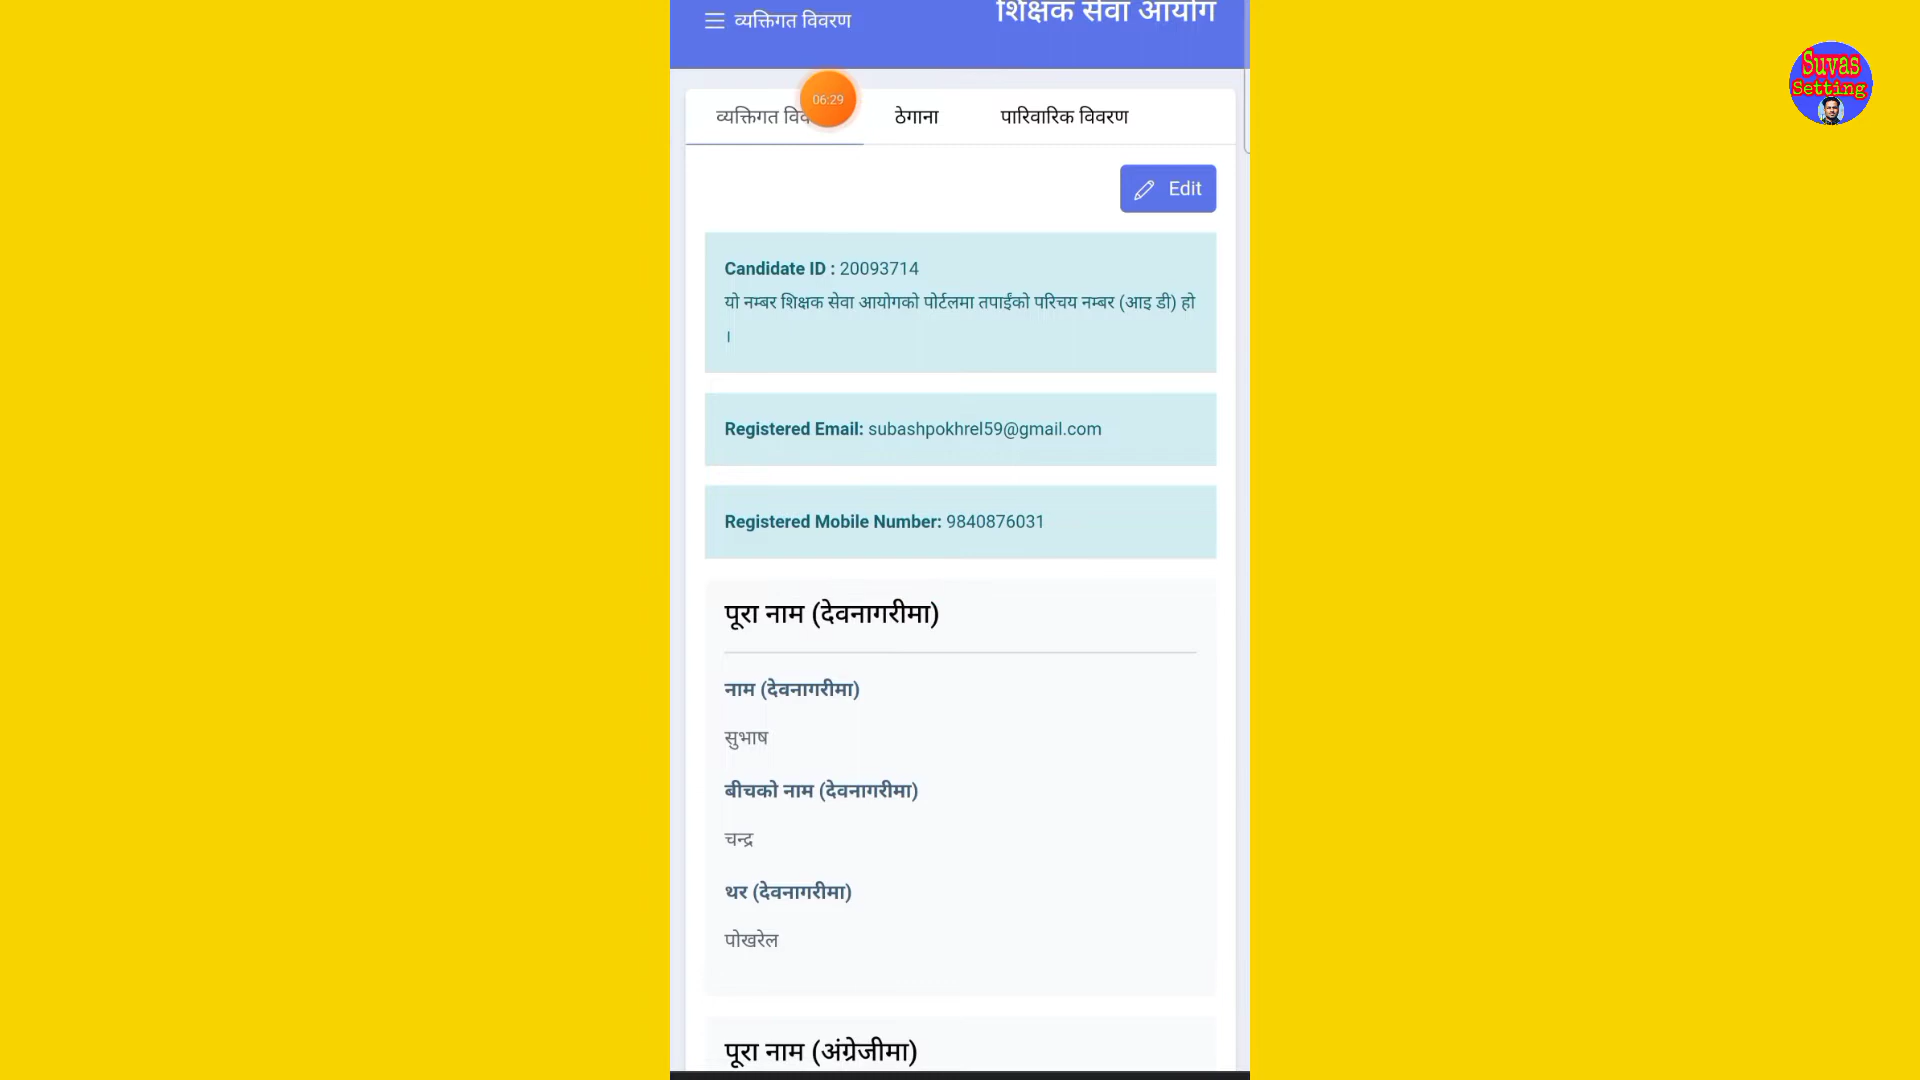 व्यक्तिगत विवरण
शिक्षक सेवा आयोग
Suvas
Setting
06:29
व्यक्तिगत
ठेगाना
पारिवारिक विवरण
Edit
Candidate ID : 20093714
यो नम्बर शिक्षक सेवा आयोगको पोर्टलमा तपाईंको परिचय नम्बर (आइ डी) हो
।
Registered Email: subashpokhrel59@gmail.com
Registered Mobile Number: 9840876031
पूरा नाम (देवनागरीमा)
नाम (देवनागरीमा)
सुभाष
बीचको नाम (देवनागरीमा)
चन्द्र
थर (देवनागरीमा)
पोखरेल
पूरा नाम (अंग्रेजीमा)